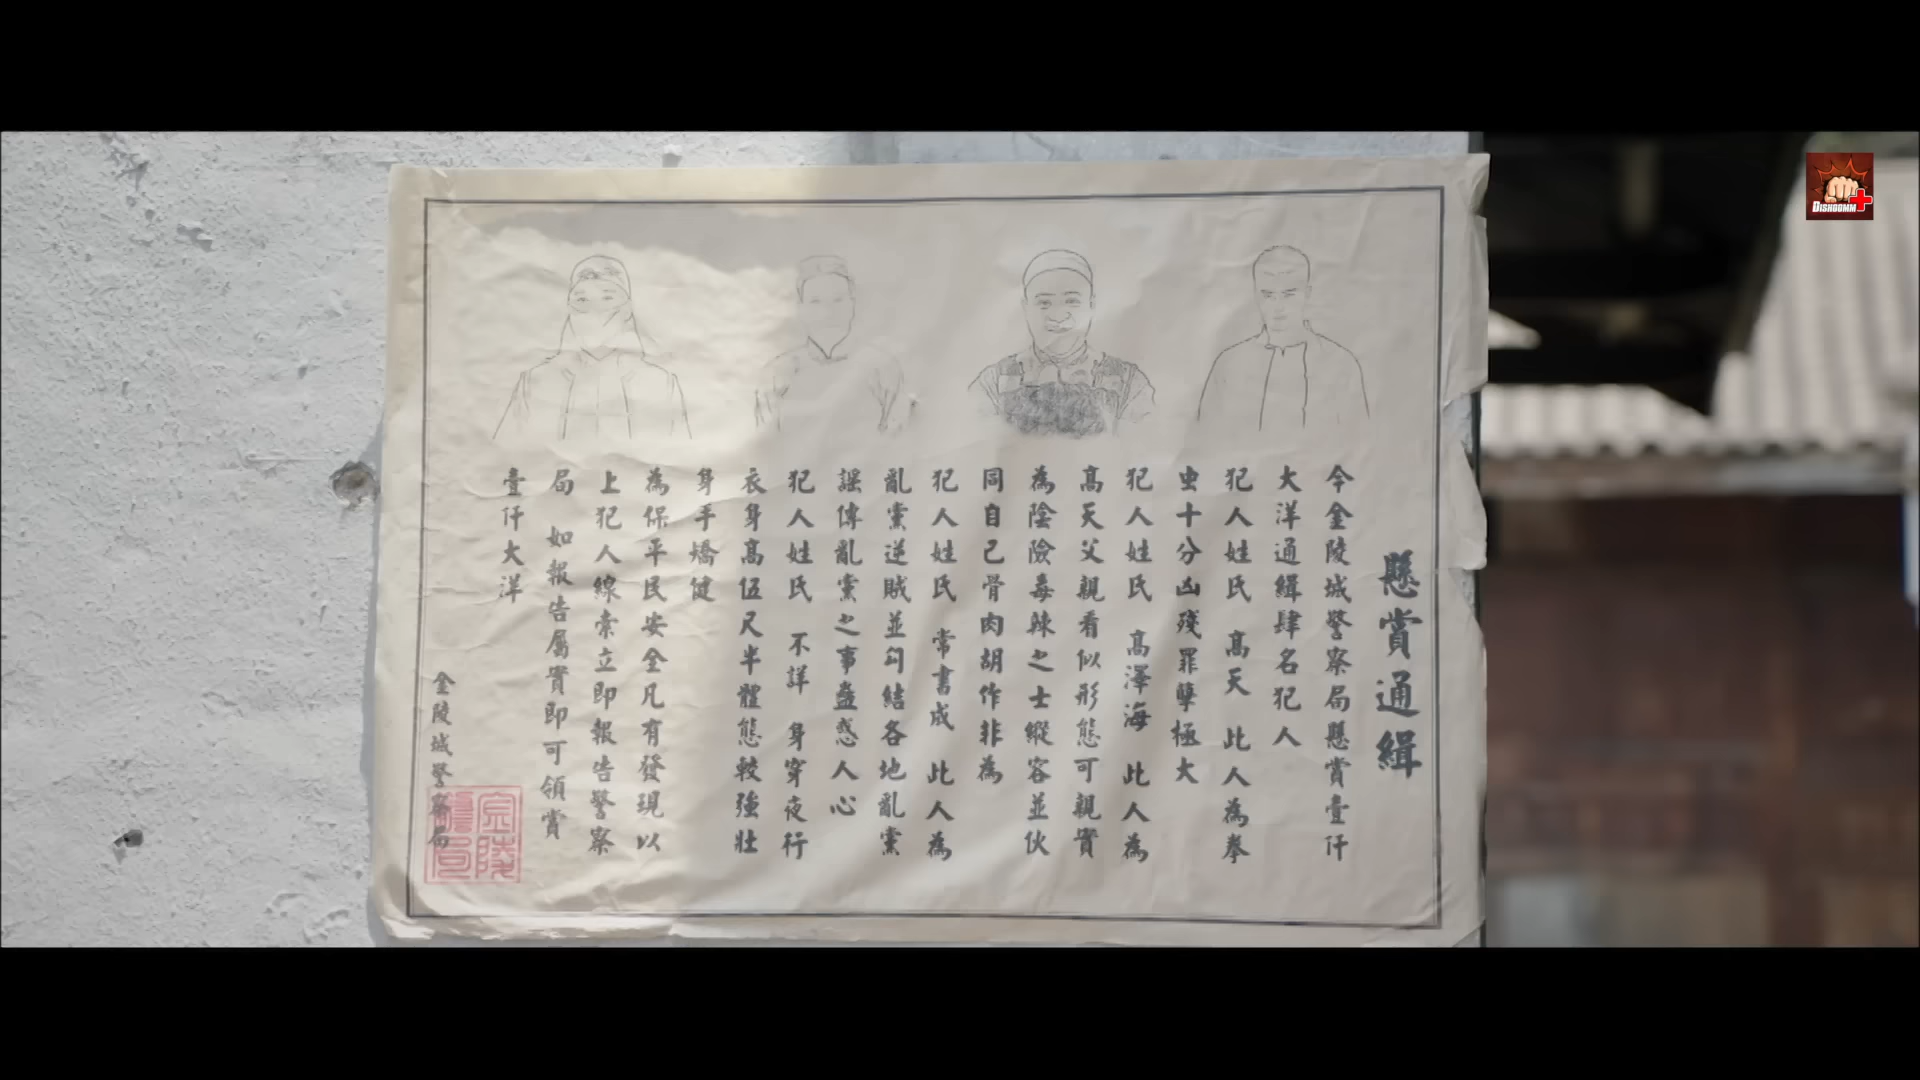 懸賞通緝
今金陵城警察局懸賞壹仟
大洋通緝肆名犯人
犯人姓氏 高天 此人為拳
虫十分凶殘罪孽極大
犯人姓氏 高澤海 此人為
高天父親看似形態可親實
為陰險毒辣之士縱容並伙
同自己骨肉胡作非為
犯人姓氏 常書成 此人為
亂黨逆賊並勾結各地亂黨
謠傳亂黨之事蠱惑人心
犯人姓氏 不詳 身穿夜行
衣身高伍尺半體態較強壯
身手矯健
為保平民安全凡有發現以
上犯人線索立即報告警察
局 如報告屬實即可領賞
壹仟大洋
金陵城警察局
DISHOOMM